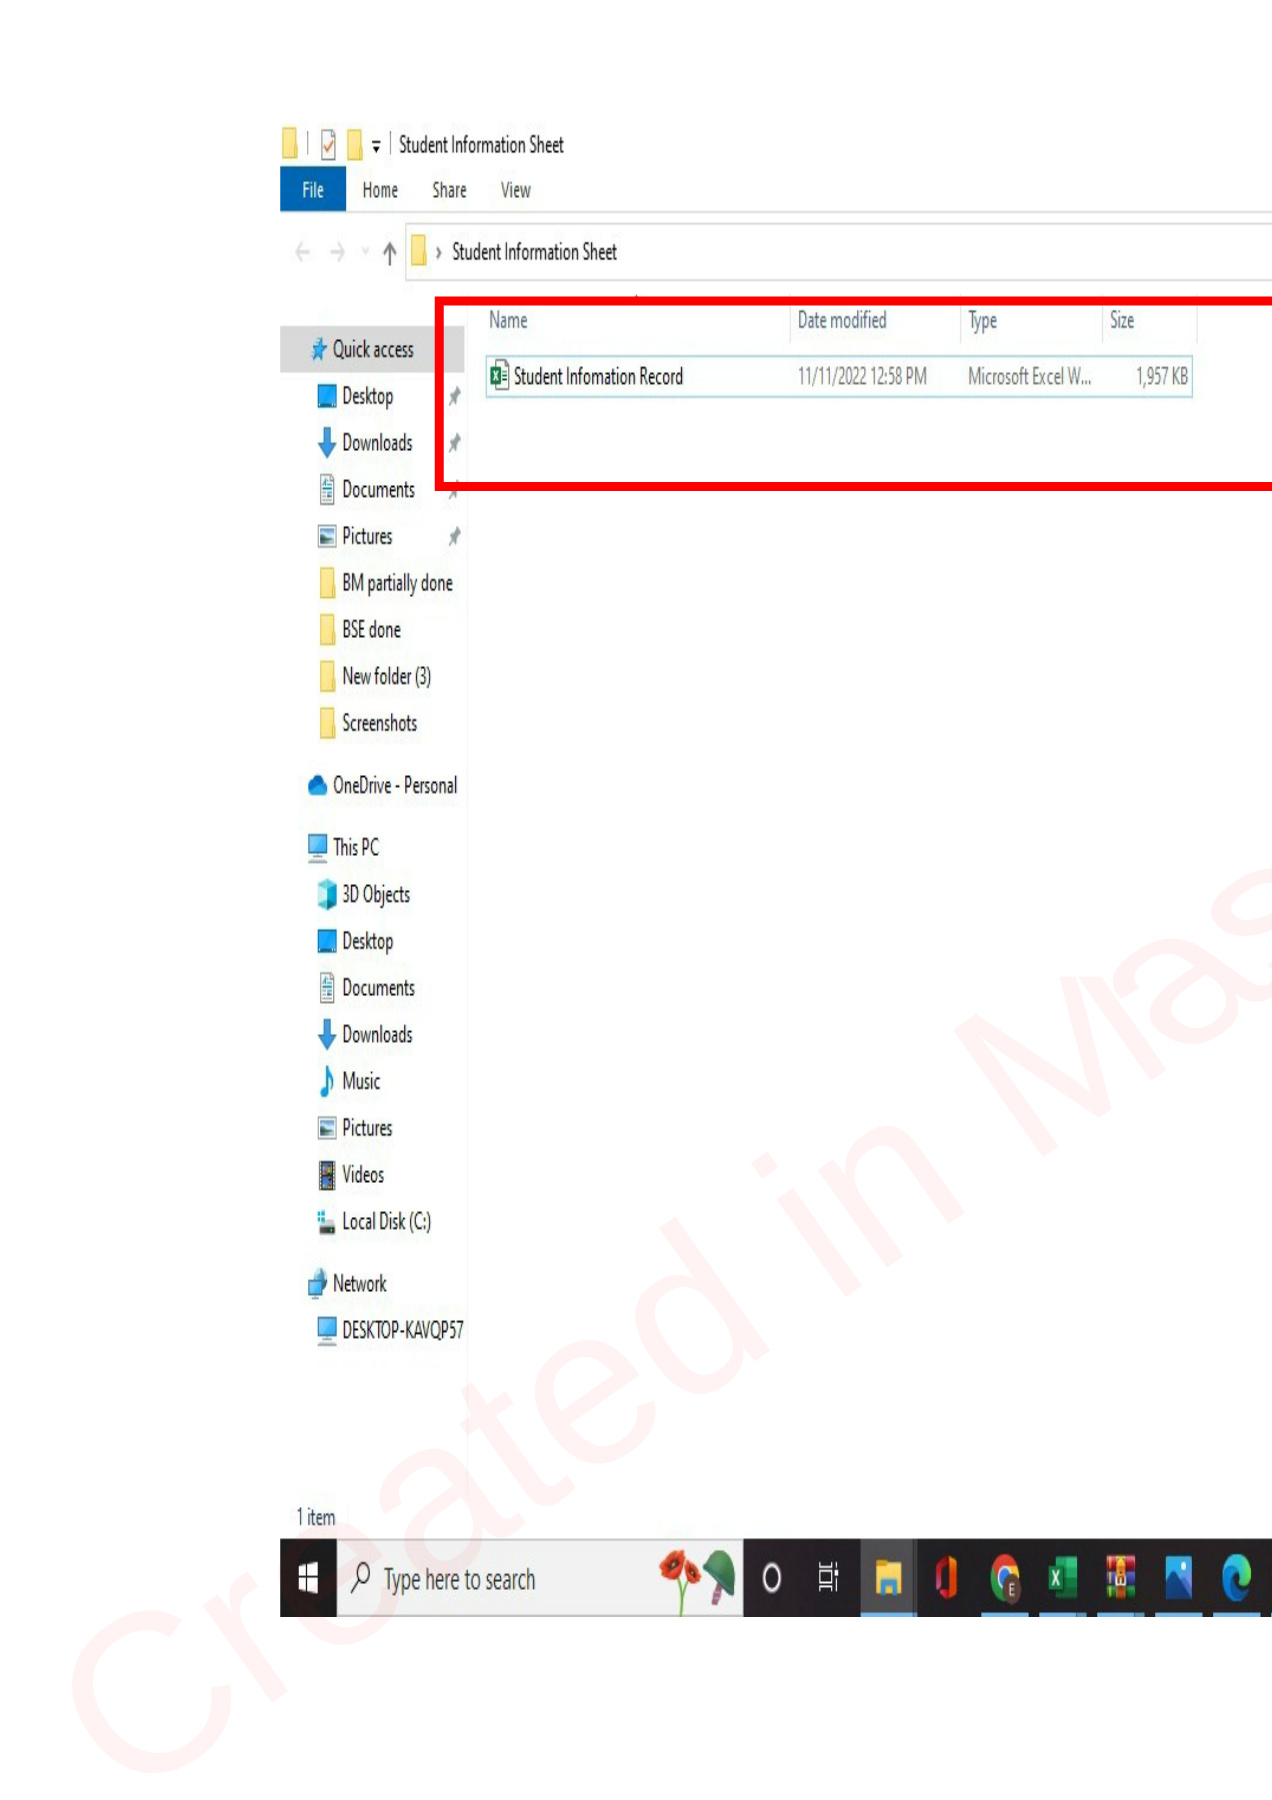 Student Information Sheet
File Home Share View
Student Information Sheet
Name Date modified Type Size
Student Infomation Record 11/11/2022 12:58 PM Microsoft Excel W... 1,957 KB
Quick access
Desktop
Downloads
Documents
Pictures
BM partially done
BSE done
New folder (3)
Screenshots
OneDrive - Personal
This PC
3D Objects
Desktop
Documents
Downloads
Music
Pictures
Videos
Local Disk (C:)
Network
DESKTOP-KAVQP57
1 item
Type here to search
E
Created in Mas